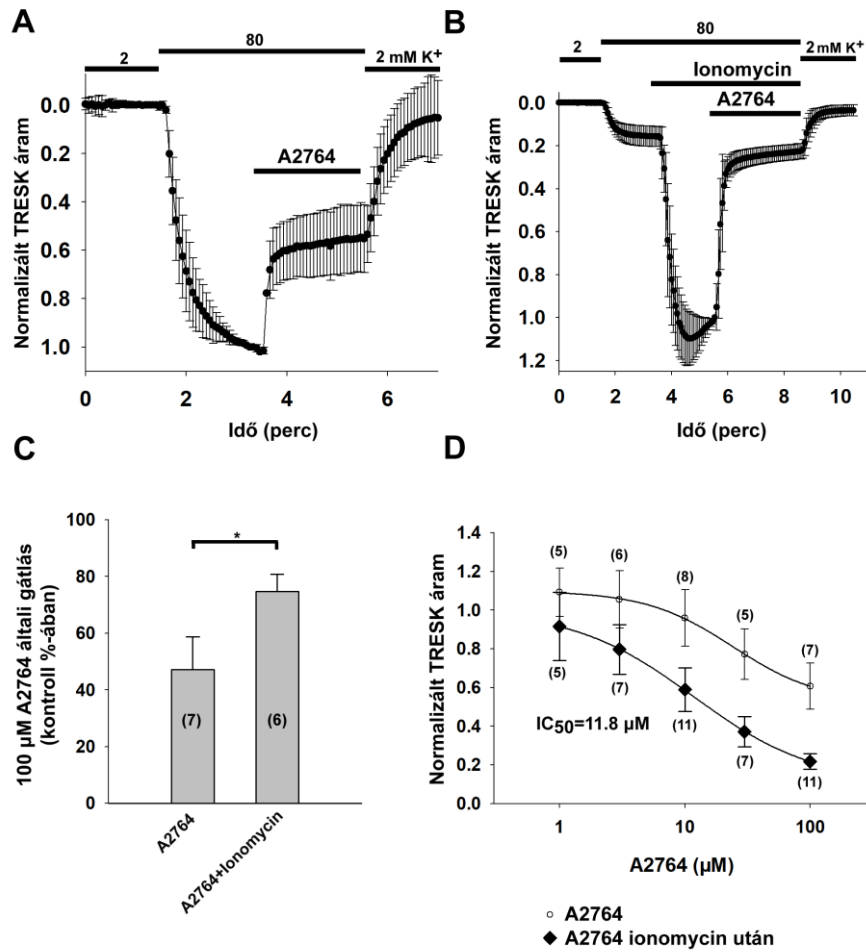 A
2
80
2 mM K+
A2764
Normalizált TRESK áram
0.0
0.2
0.4
0.6
0.8
1.0
0
2
4
6
Idő (perc)
B
2
80
2 mM K+
Ionomycin
A2764
Normalizált TRESK áram
0.0
0.2
0.4
0.6
0.8
1.0
1.2
0
2
4
6
8
10
Idő (perc)
C
100 µM A2764 általi gátlás
(kontroll %-ában)
100
80
60
40
20
0
*
(7)
(6)
A2764
A2764+Ionomycin
D
Normalizált TRESK áram
1.4
1.2
1.0
0.8
0.6
0.4
0.2
0.0
(5)
(6)
(8)
(5)
(7)
(5)
(7)
(11)
(7)
(11)
IC50=11.8 µM
1
10
100
A2764 (µM)
A2764
A2764 ionomycin után